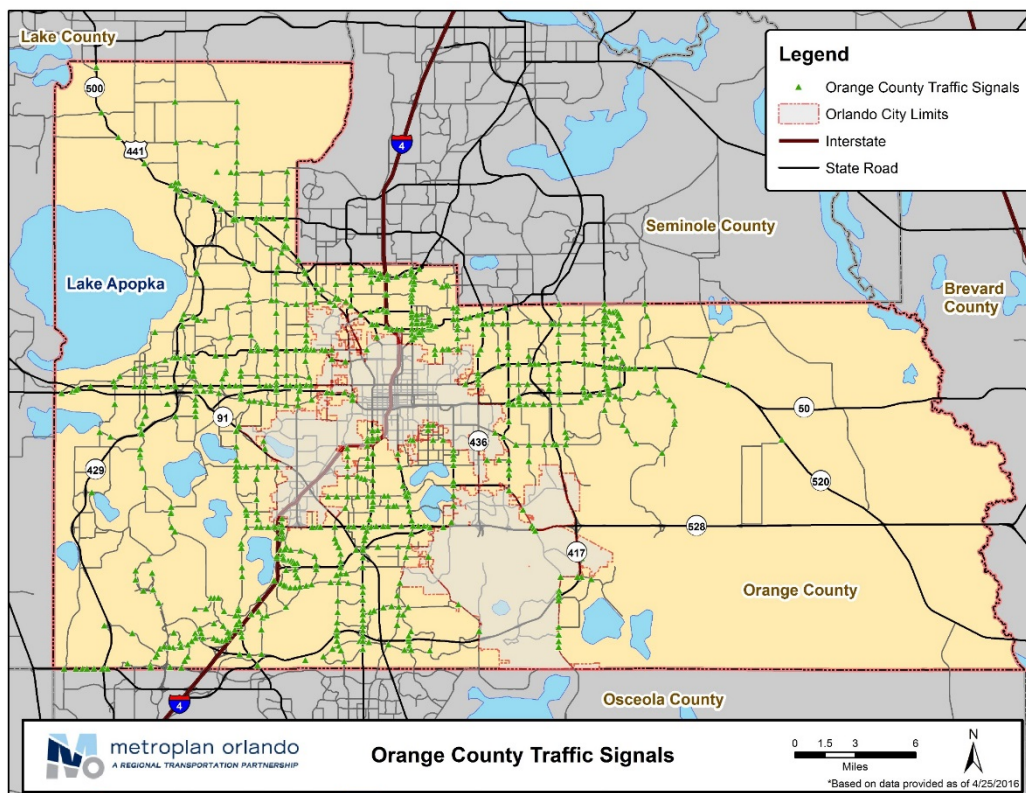 Lake County
500
441
4
Lake Apopka
Seminole County
Brevard
County
91
429
436
50
520
528
417
Orange County
Osceola County
4
Legend
Orange County Traffic Signals
Orlando City Limits
Interstate
State Road
metroplan orlando
A REGIONAL TRANSPORTATION PARTNERSHIP
Orange County Traffic Signals
0 1.5 3 6
Miles
N
*Based on data provided as of 4/25/2016